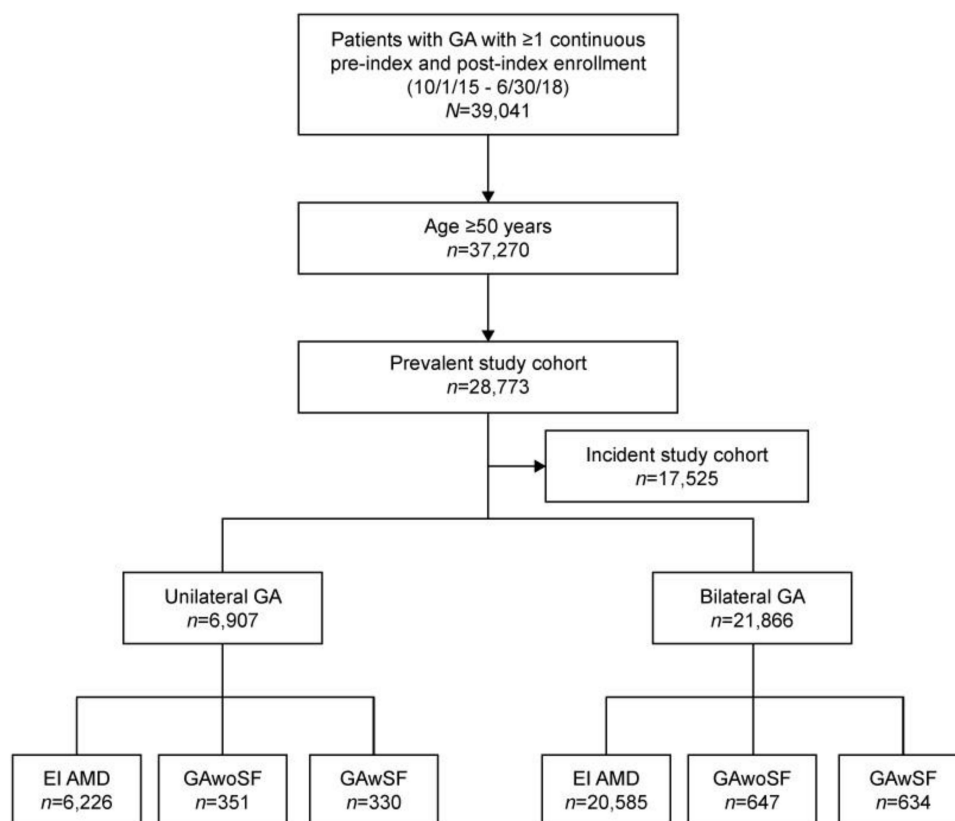 Patients with GA with ≥1 continuous
pre-index and post-index enrollment
(10/1/15 - 6/30/18)
N=39,041
Age ≥50 years
n=37,270
Prevalent study cohort
n=28,773
Incident study cohort
n=17,525
Unilateral GA
n=6,907
Bilateral GA
n=21,866
EI AMD
n=6,226
GAwoSF
n=351
GAwSF
n=330
EI AMD
n=20,585
GAwoSF
n=647
GAwSF
n=634